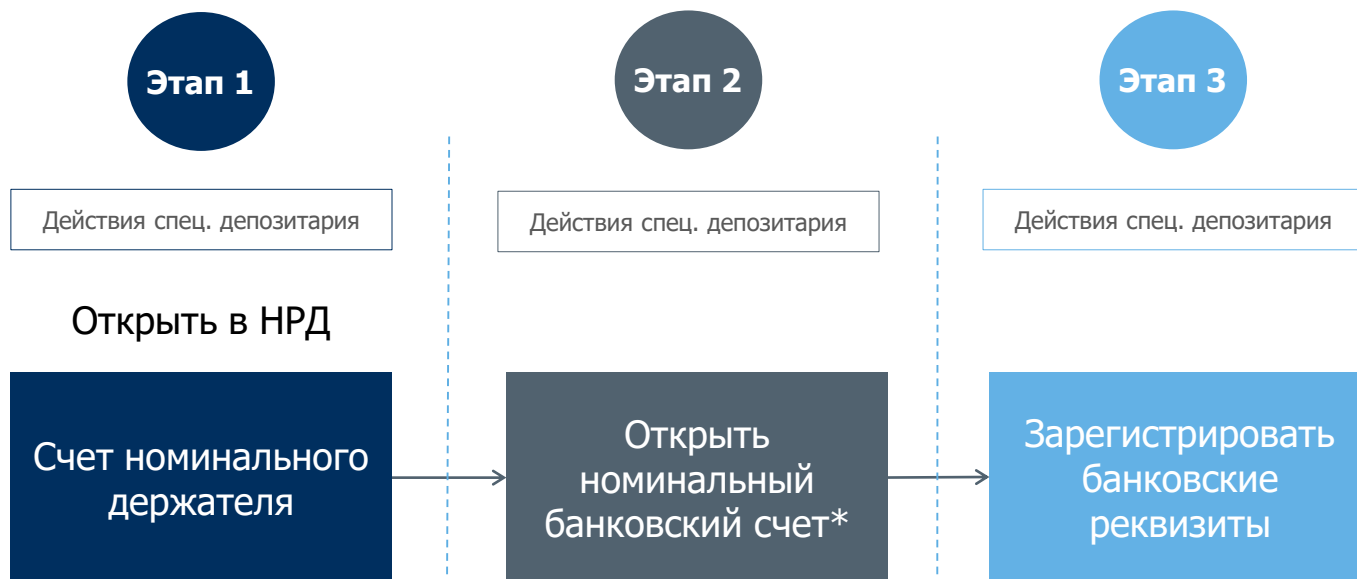 Этап 1
Этап 2
Этап 3
Действия спец. депозитария
Действия спец. депозитария
Действия спец. депозитария
Открыть в НРД
Счет номинального
держателя
Открыть
номинальный
банковский счет*
Зарегистрировать
банковские
реквизиты